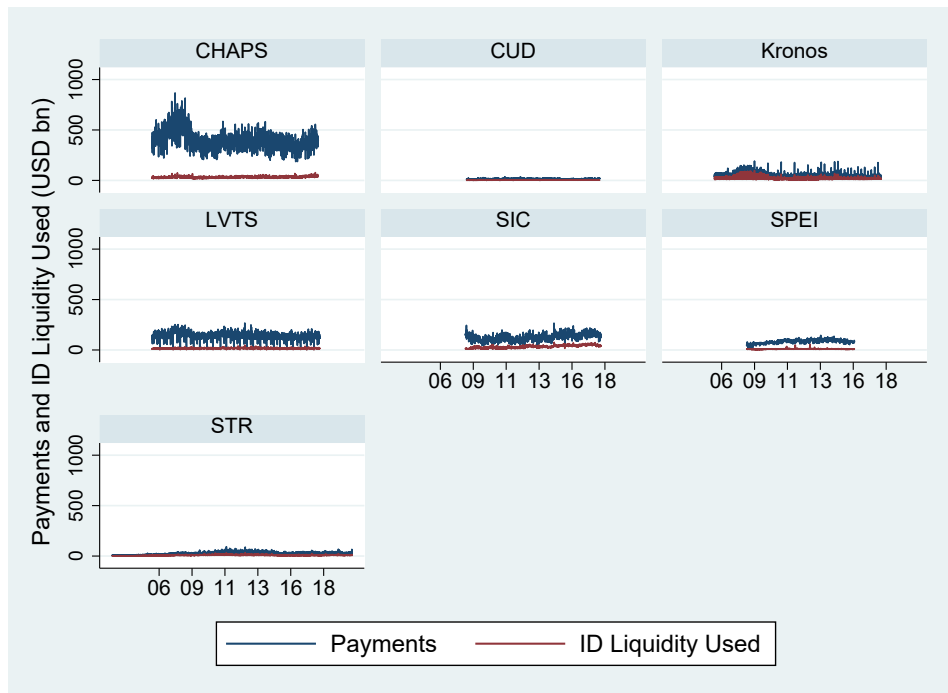 CHAPS CUD Kronos
1000
500
0
LVTS SIC SPEI
1000
500
0
06 09 11 13 16 18 06 09 11 13 16 18
STR
1000
500
0
06 09 11 13 16 18
Payments and ID Liquidity Used (USD bn)
Payments ID Liquidity Used